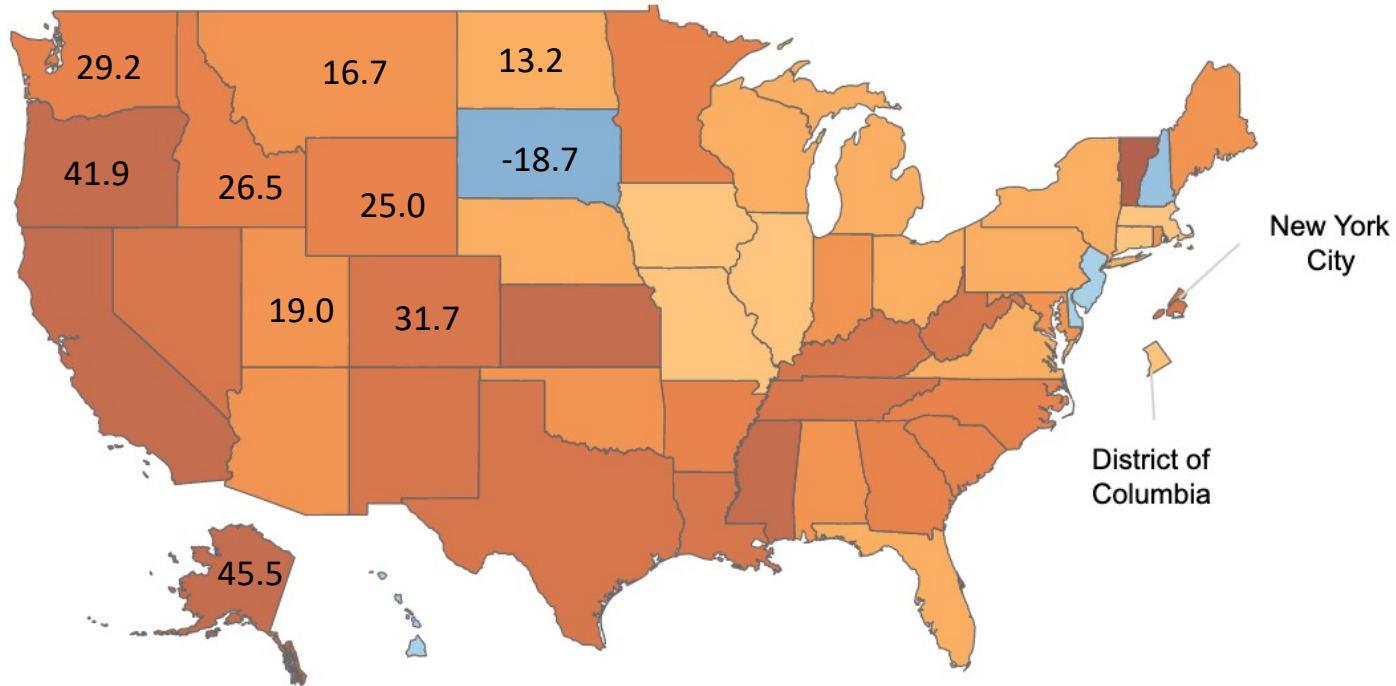 29.2
16.7
13.2
41.9
26.5
25.0
-18.7
19.0
31.7
45.5
New York
City
District of
Columbia